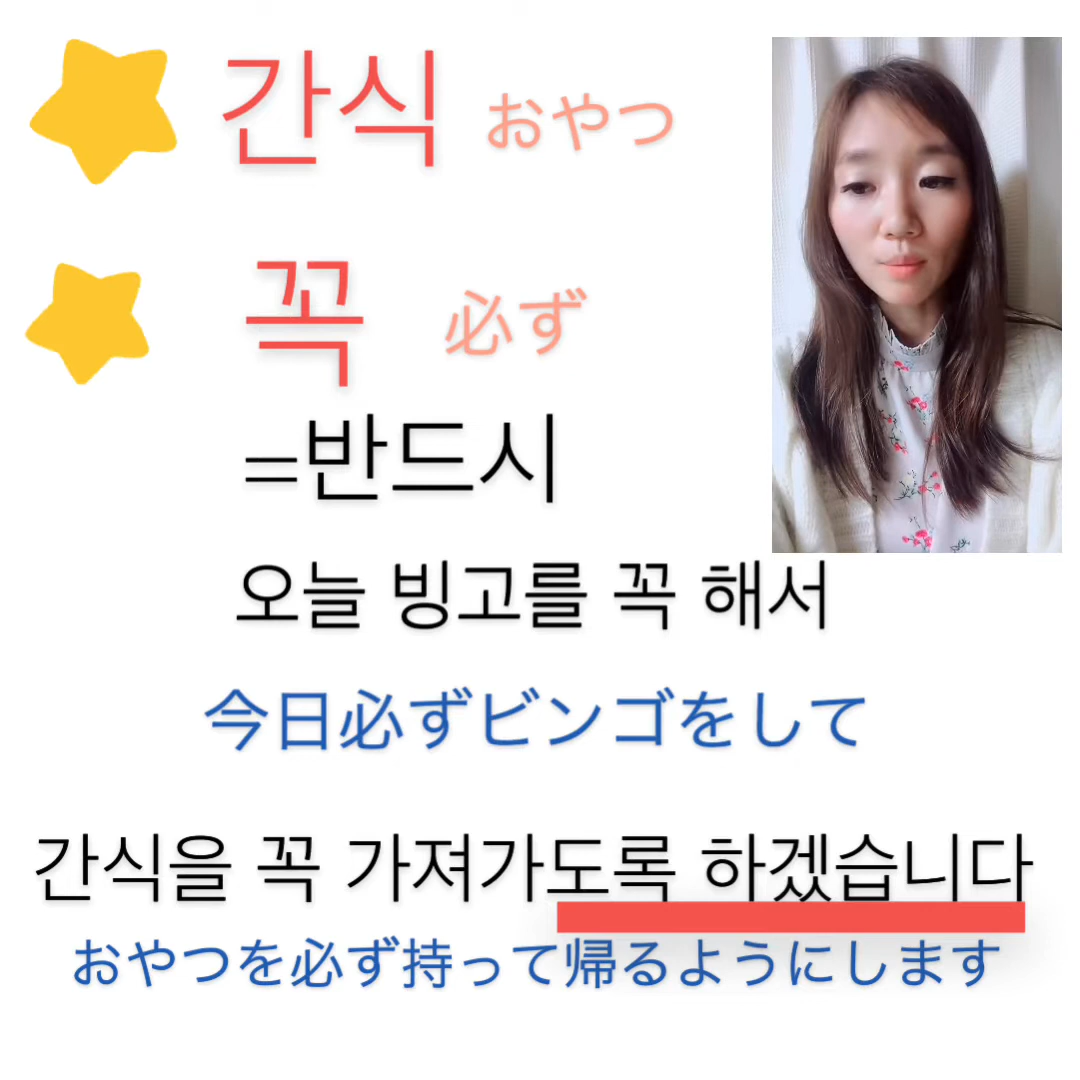 간식 おやつ
꼭 必ず
=반드시
오늘 빙고를 꼭 해서
今日必ずビンゴをして
간식을 꼭 가져가도록 하겠습니다
おやつを必ず持って帰るようにします